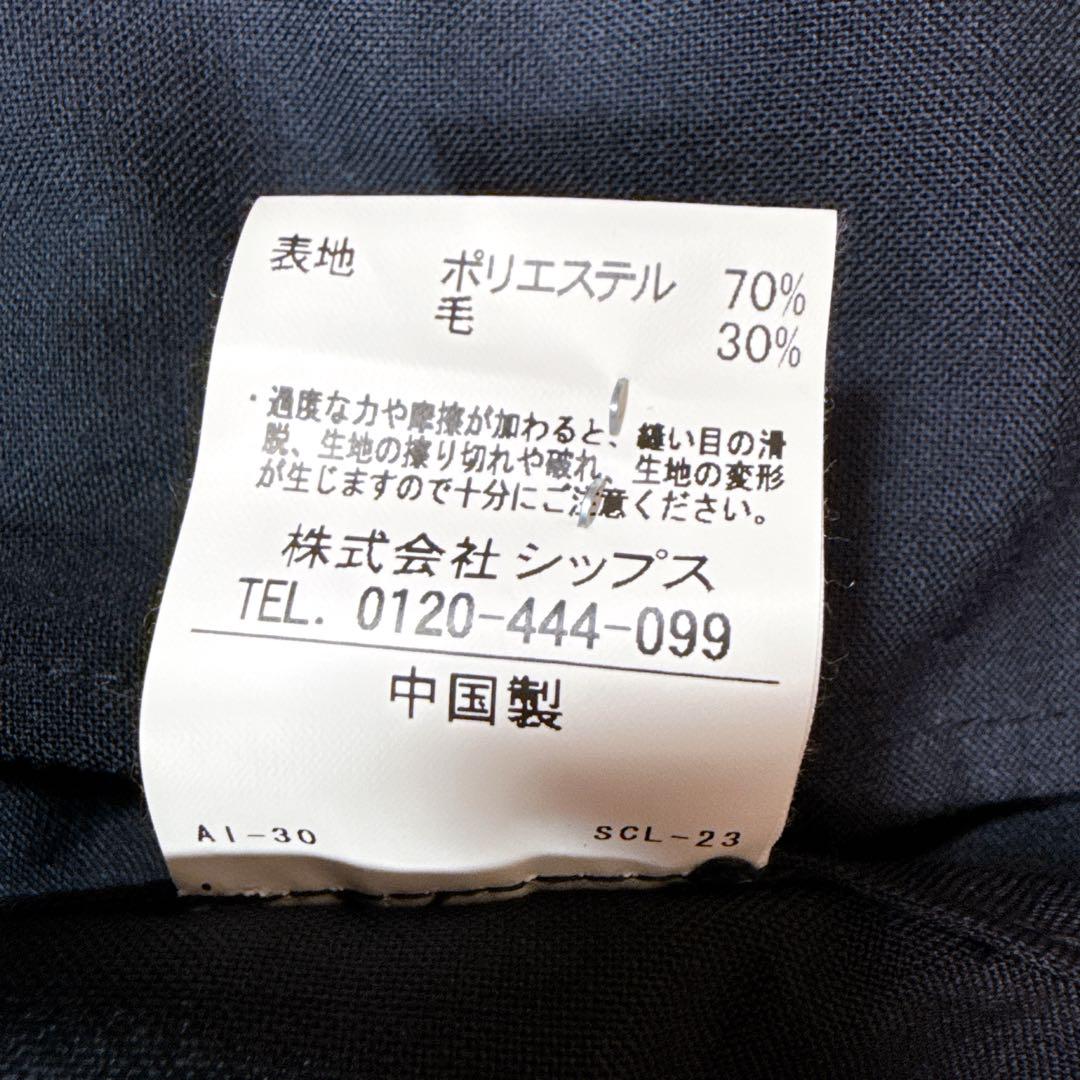 表地 ポリエステル 70%
毛 30%
・過度な力や摩擦が加わると、縫い目の滑
脱、生地の擦り切れや破れ、生地の変形
が生じますので十分にご注意ください。
株式会社シップス
TEL. 0120-444-099
中国製
AI-30 SCL-23